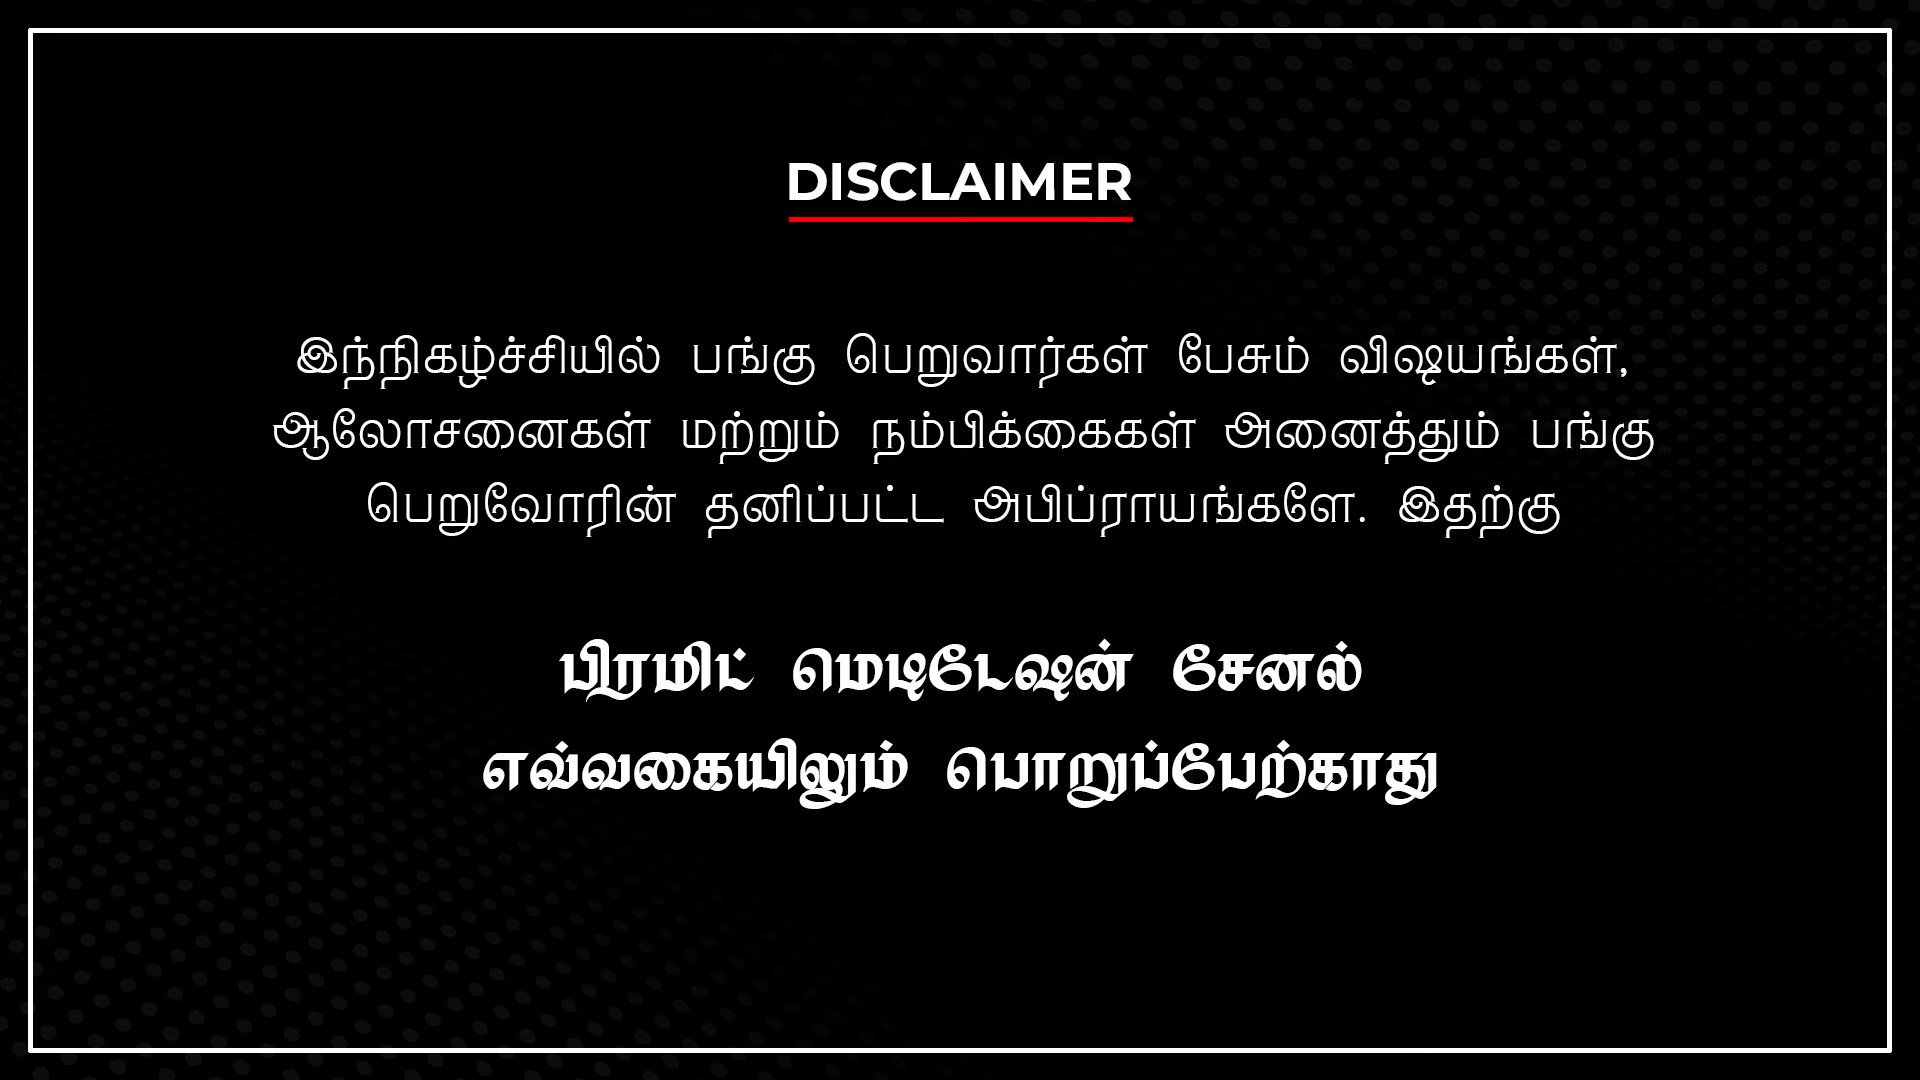 DISCLAIMER
இந்நிகழ்ச்சியில் பங்கு பெறுவார்கள் பேசும் விஷயங்கள்,
ஆலோசனைகள் மற்றும் நம்பிக்கைகள் அனைத்தும் பங்கு
பெறுவோரின் தனிப்பட்ட அபிப்ராயங்களே. இதற்கு
பிரமிட் மெடிடேஷன் சேனல்
எவ்வகையிலும் பொறுப்பேற்காது